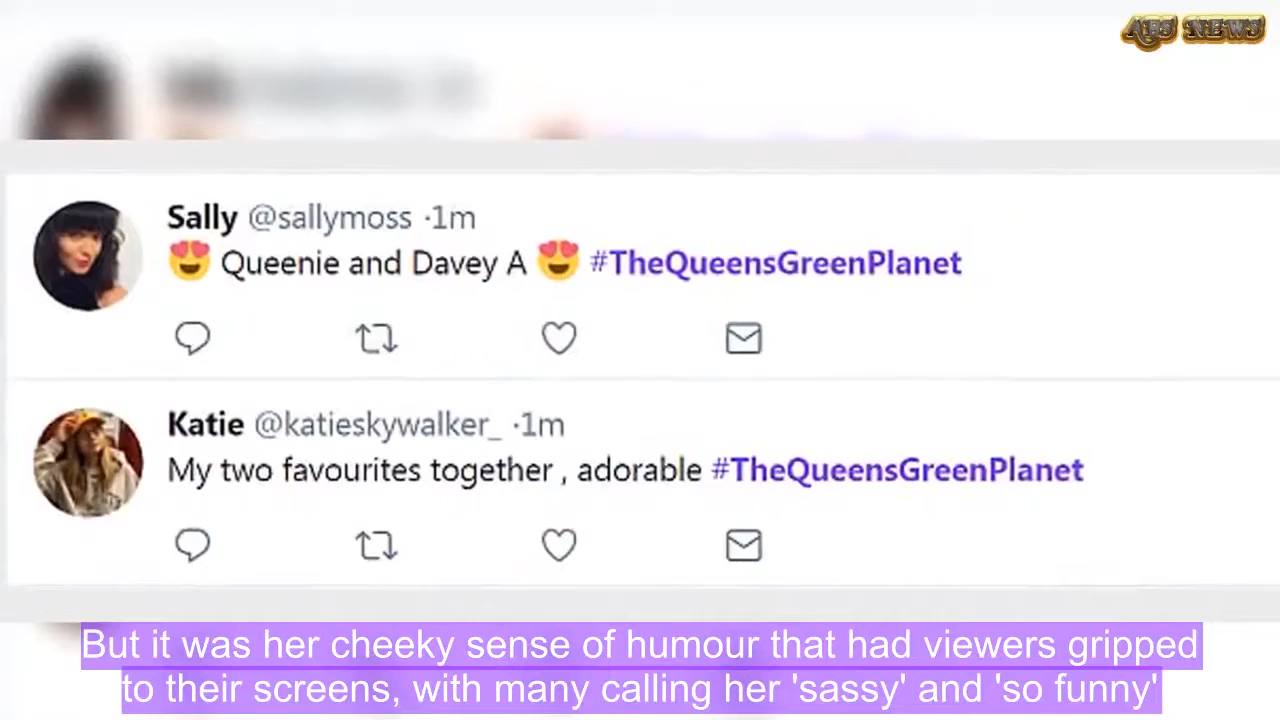 ABS NEWS
Sally @sallymoss ·1m
😍 Queenie and Davey A 😍 #TheQueensGreenPlanet
Katie @katieskywalker_ ·1m
My two favourites together , adorable #TheQueensGreenPlanet
But it was her cheeky sense of humour that had viewers gripped
to their screens, with many calling her 'sassy' and 'so funny'